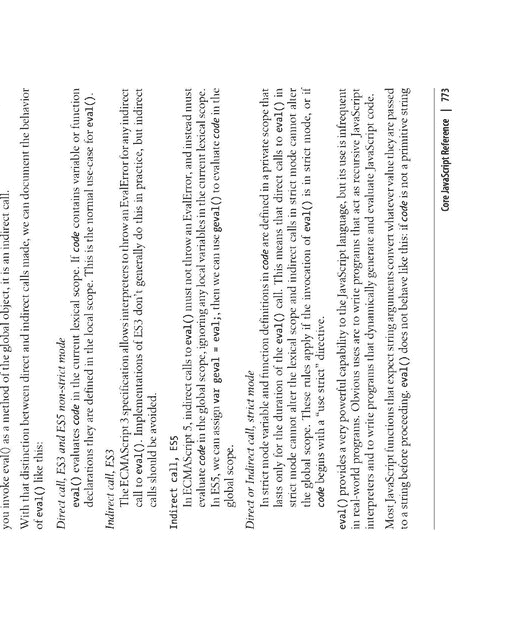 you invoke eval() as a method of the global object, it is an indirect call.
With that distinction between direct and indirect calls made, we can document the behavior
of eval() like this:
Direct call, ES3 and ES5 non-strict mode
eval() evaluates code in the current lexical scope. If code contains variable or function
declarations they are defined in the local scope. This is the normal use-case for eval().
Indirect call, ES3
The ECMAScript 3 specification allows interpreters to throw an EvalError for any indirect
call to eval(). Implementations of ES3 don't generally do this in practice, but indirect
calls should be avoided.
Indirect call, ES5
In ECMAScript 5, indirect calls to eval() must not throw an EvalError, and instead must
evaluate code in the global scope, ignoring any local variables in the current lexical scope.
In ES5, we can assign var geval = eval;, then we can use geval() to evaluate code in the
global scope.
Direct or Indirect call, strict mode
In strict mode variable and function definitions in code are defined in a private scope that
lasts only for the duration of the eval() call. This means that direct calls to eval() in
strict mode cannot alter the lexical scope and indirect calls in strict mode cannot alter
the global scope. These rules apply if the invocation of eval() is in strict mode, or if
code begins with a "use strict" directive.
eval() provides a very powerful capability to the JavaScript language, but its use is infrequent
in real-world programs. Obvious uses are to write programs that act as recursive JavaScript
interpreters and to write programs that dynamically generate and evaluate JavaScript code.
Most JavaScript functions that expect string arguments convert whatever value they are passed
to a string before proceeding. eval() does not behave like this: if code is not a primitive string
Core JavaScript Reference | 773